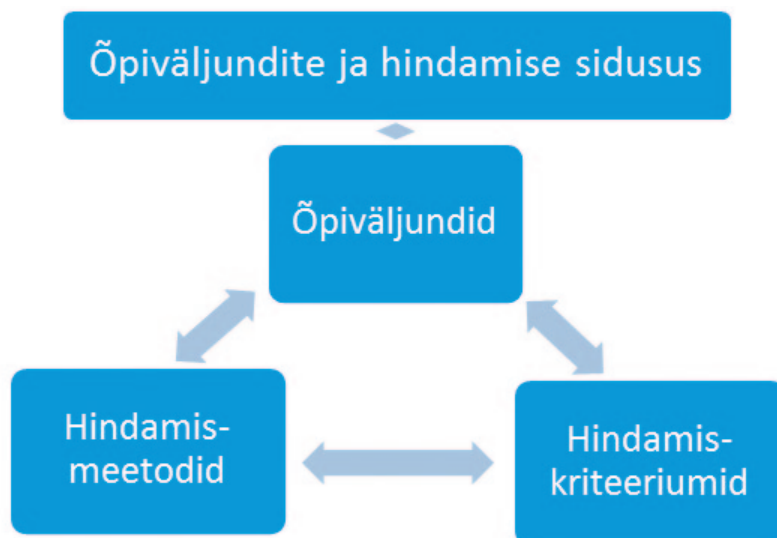 Õpiväljundite ja hindamise sidusus
Õpiväljundid
Hindamis-
meetodid
Hindamis-
kriteeriumid